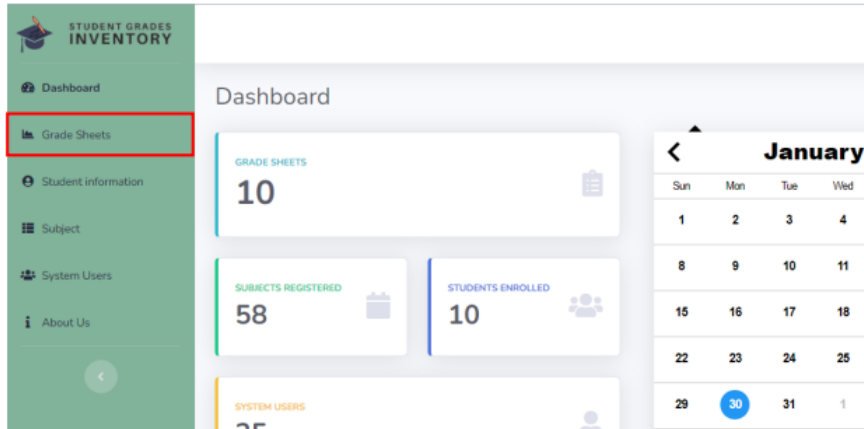 STUDENT GRADES
INVENTORY
Dashboard
Grade Sheets
Student information
Subject
System Users
About Us
Dashboard
GRADE SHEETS
10
SUBJECTS REGISTERED
58
STUDENTS ENROLLED
10
SYSTEM USERS
January
Sun Mon Tue Wed
1 2 3 4
8 9 10 11
15 16 17 18
22 23 24 25
29 30 31 1